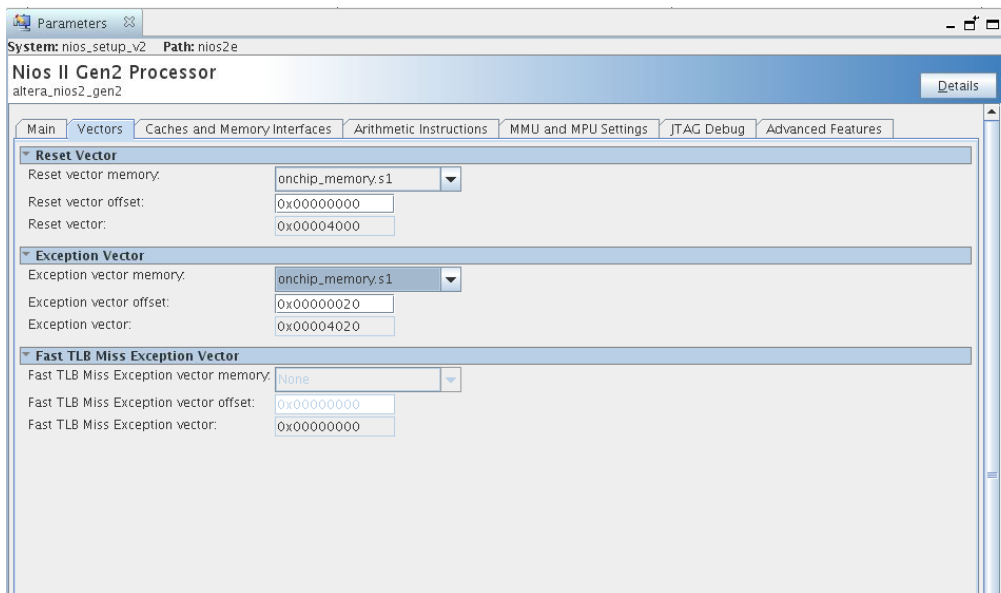 Parameters
System: nios_setup_v2 Path: nios2e
Nios II Gen2 Processor
altera_nios2_gen2
Details
Main Vectors Caches and Memory Interfaces Arithmetic Instructions MMU and MPU Settings JTAG Debug Advanced Features
Reset Vector
Reset vector memory: onchip_memory.s1
Reset vector offset: 0x00000000
Reset vector: 0x00004000
Exception Vector
Exception vector memory: onchip_memory.s1
Exception vector offset: 0x00000020
Exception vector: 0x00004020
Fast TLB Miss Exception Vector
Fast TLB Miss Exception vector memory: None
Fast TLB Miss Exception vector offset: 0x00000000
Fast TLB Miss Exception vector: 0x00000000